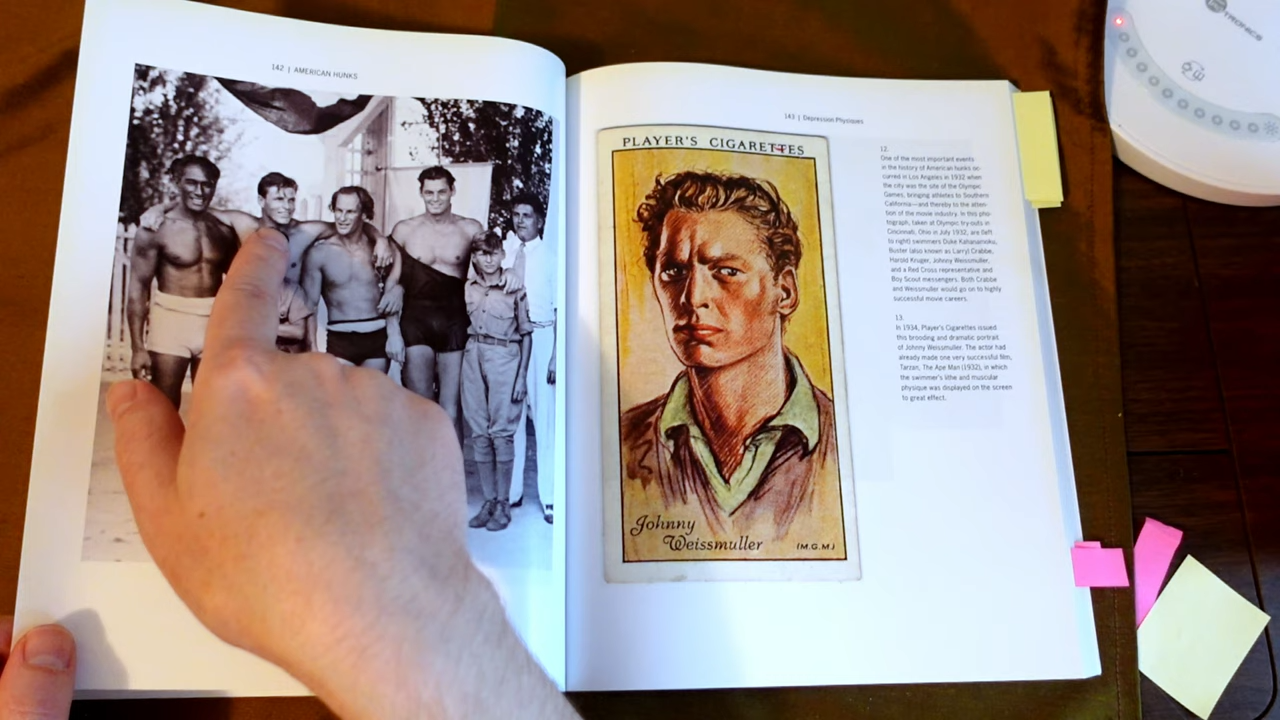 142 | AMERICAN HUNKS
143 | Depression Physiques
PLAYER'S CIGARETTES
Johnny
Weissmuller
(M.G.M.)
12.
One of the most important events
in the history of American hunks oc-
curred in Los Angeles in 1932 when
the city was the site of the Olympic
Games, bringing athletes to Southern
California—and thereby to the atten-
tion of the movie industry. In this pho-
tograph, taken at Olympic try-outs in
Cincinnati, Ohio in July 1932, are (left
to right) swimmers Duke Kahanamoku,
Buster (also known as Larry) Crabbe,
Harold Kruger, Johnny Weissmuller,
and a Red Cross representative and
Boy Scout messengers. Both Crabbe
and Weissmuller would go on to highly
successful movie careers.
13.
In 1934, Player's Cigarettes issued
this brooding and dramatic portrait
of Johnny Weissmuller. The actor had
already made one very successful film,
Tarzan, The Ape Man (1932), in which
the swimmer's lithe and muscular
physique was displayed on the screen
to great effect.